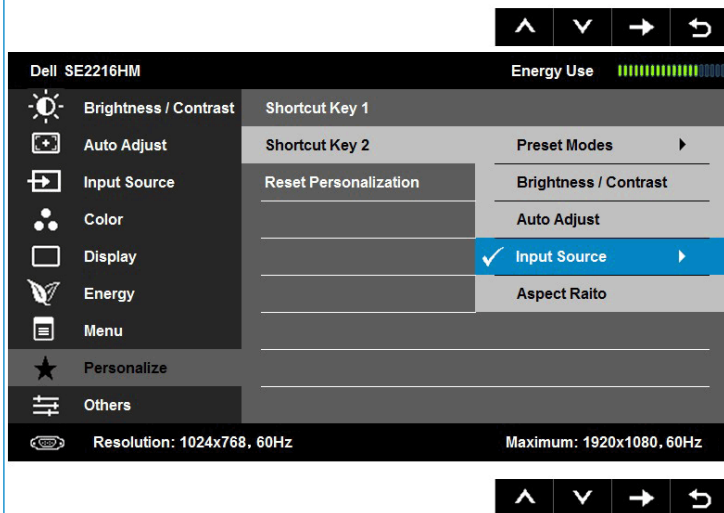 Dell SE2216HM Energy Use
Brightness / Contrast Shortcut Key 1
Auto Adjust Shortcut Key 2 Preset Modes
Input Source Reset Personalization Brightness / Contrast
Color Auto Adjust
Display Input Source
Energy Aspect Raito
Menu
Personalize
Others
Resolution: 1024x768, 60Hz Maximum: 1920x1080, 60Hz